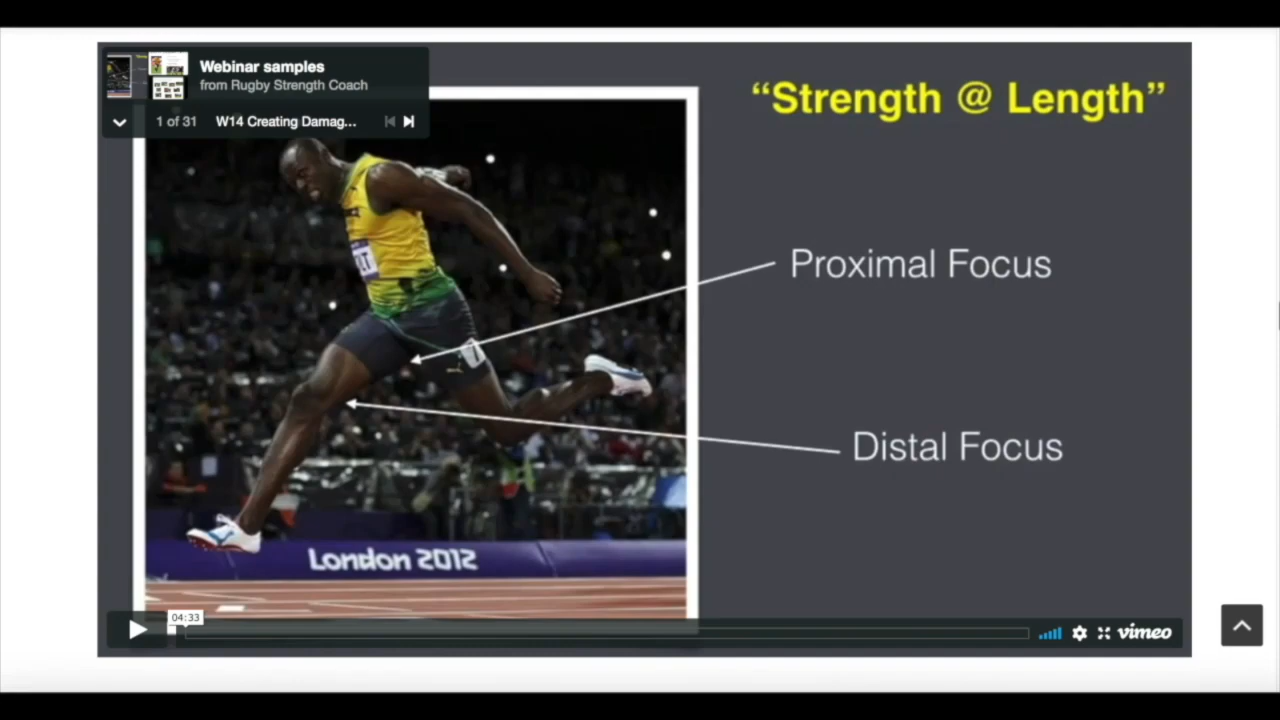 Webinar samples
from Rugby Strength Coach
1 of 31
W14 Creating Damag...
“Strength @ Length”
Proximal Focus
Distal Focus
London 2012
04:33
vimeo